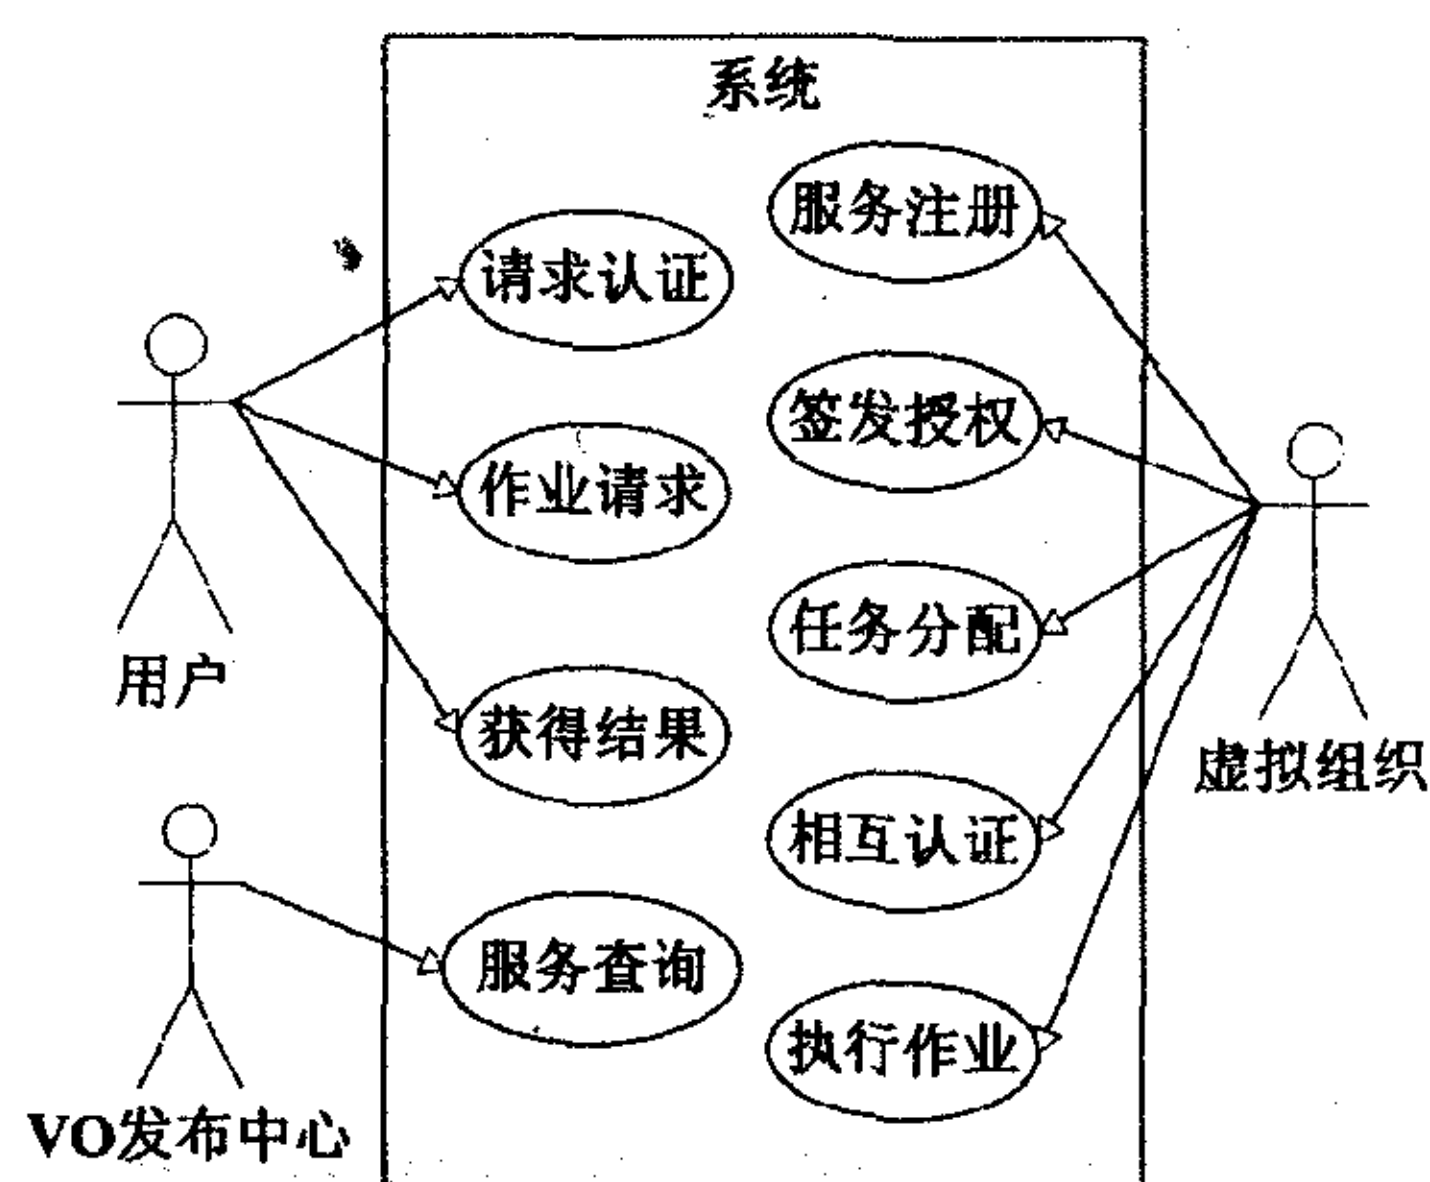 系统
服务注册
请求认证
签发授权
作业请求
任务分配
用户
获得结果
虚拟组织
相互认证
服务查询
执行作业
VO发布中心